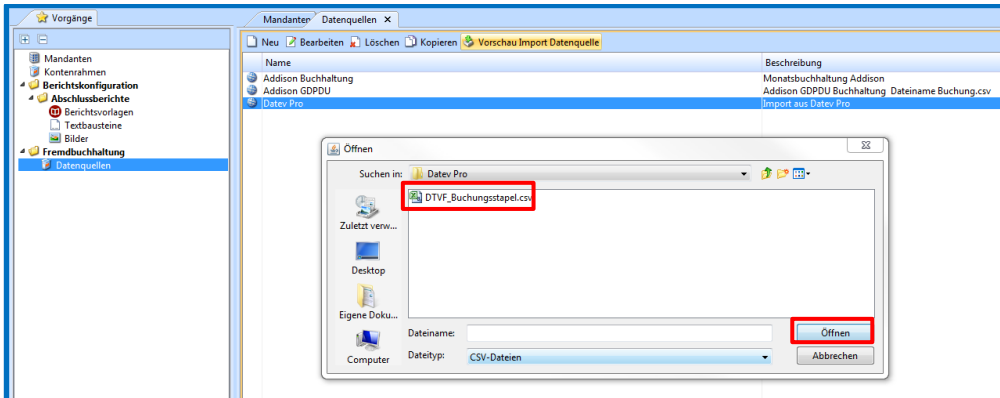 Vorgänge
Mandanten
Kontenrahmen
Berichtskonfiguration
Abschlussberichte
Berichtsvorlagen
Textbausteine
Bilder
Fremdbuchhaltung
Datenquellen
Mandanten Datenquellen
Neu Bearbeiten Löschen Kopieren Vorschau Import Datenquelle
Name Beschreibung
Addison Buchhaltung Monatsbuchhaltung Addison
Addison GDPDU Addison GDPDU Buchhaltung Dateiname Buchung.csv
Datev Pro Import aus Datev Pro
Öffnen
Suchen in: Datev Pro
DTVF_Buchungsstapel.csv
Zuletzt verw...
Desktop
Eigene Doku...
Computer
Dateiname: Öffnen
Dateityp: CSV-Dateien Abbrechen